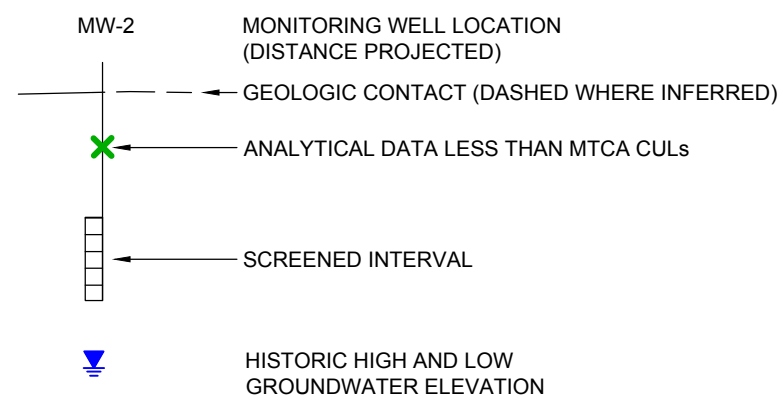 MW-2 MONITORING WELL LOCATION
(DISTANCE PROJECTED)
GEOLOGIC CONTACT (DASHED WHERE INFERRED)
ANALYTICAL DATA LESS THAN MTCA CULs
SCREENED INTERVAL
HISTORIC HIGH AND LOW
GROUNDWATER ELEVATION